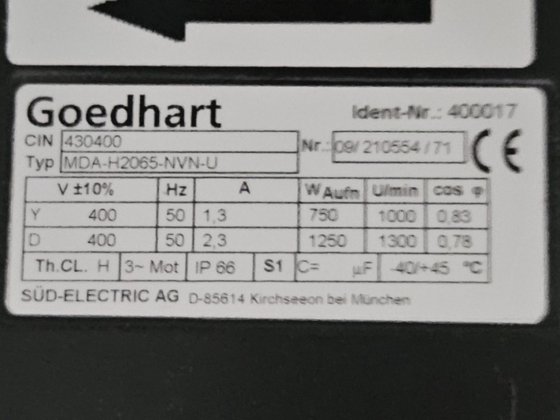 Goedhart Ident-Nr.: 400017
CIN 430400
Typ MDA-H2065-NVN-U Nr. 09/ 210554 / 71 CE
V ±10% Hz A W Aufn U/min cos φ
Y 400 50 1,3 750 1000 0,83
D 400 50 2,3 1250 1300 0,78
Th.CL. H 3~ Mot IP 66 S1 C= µF -40/+45 °C
SÜD-ELECTRIC AG D-85614 Kirchseeon bei München